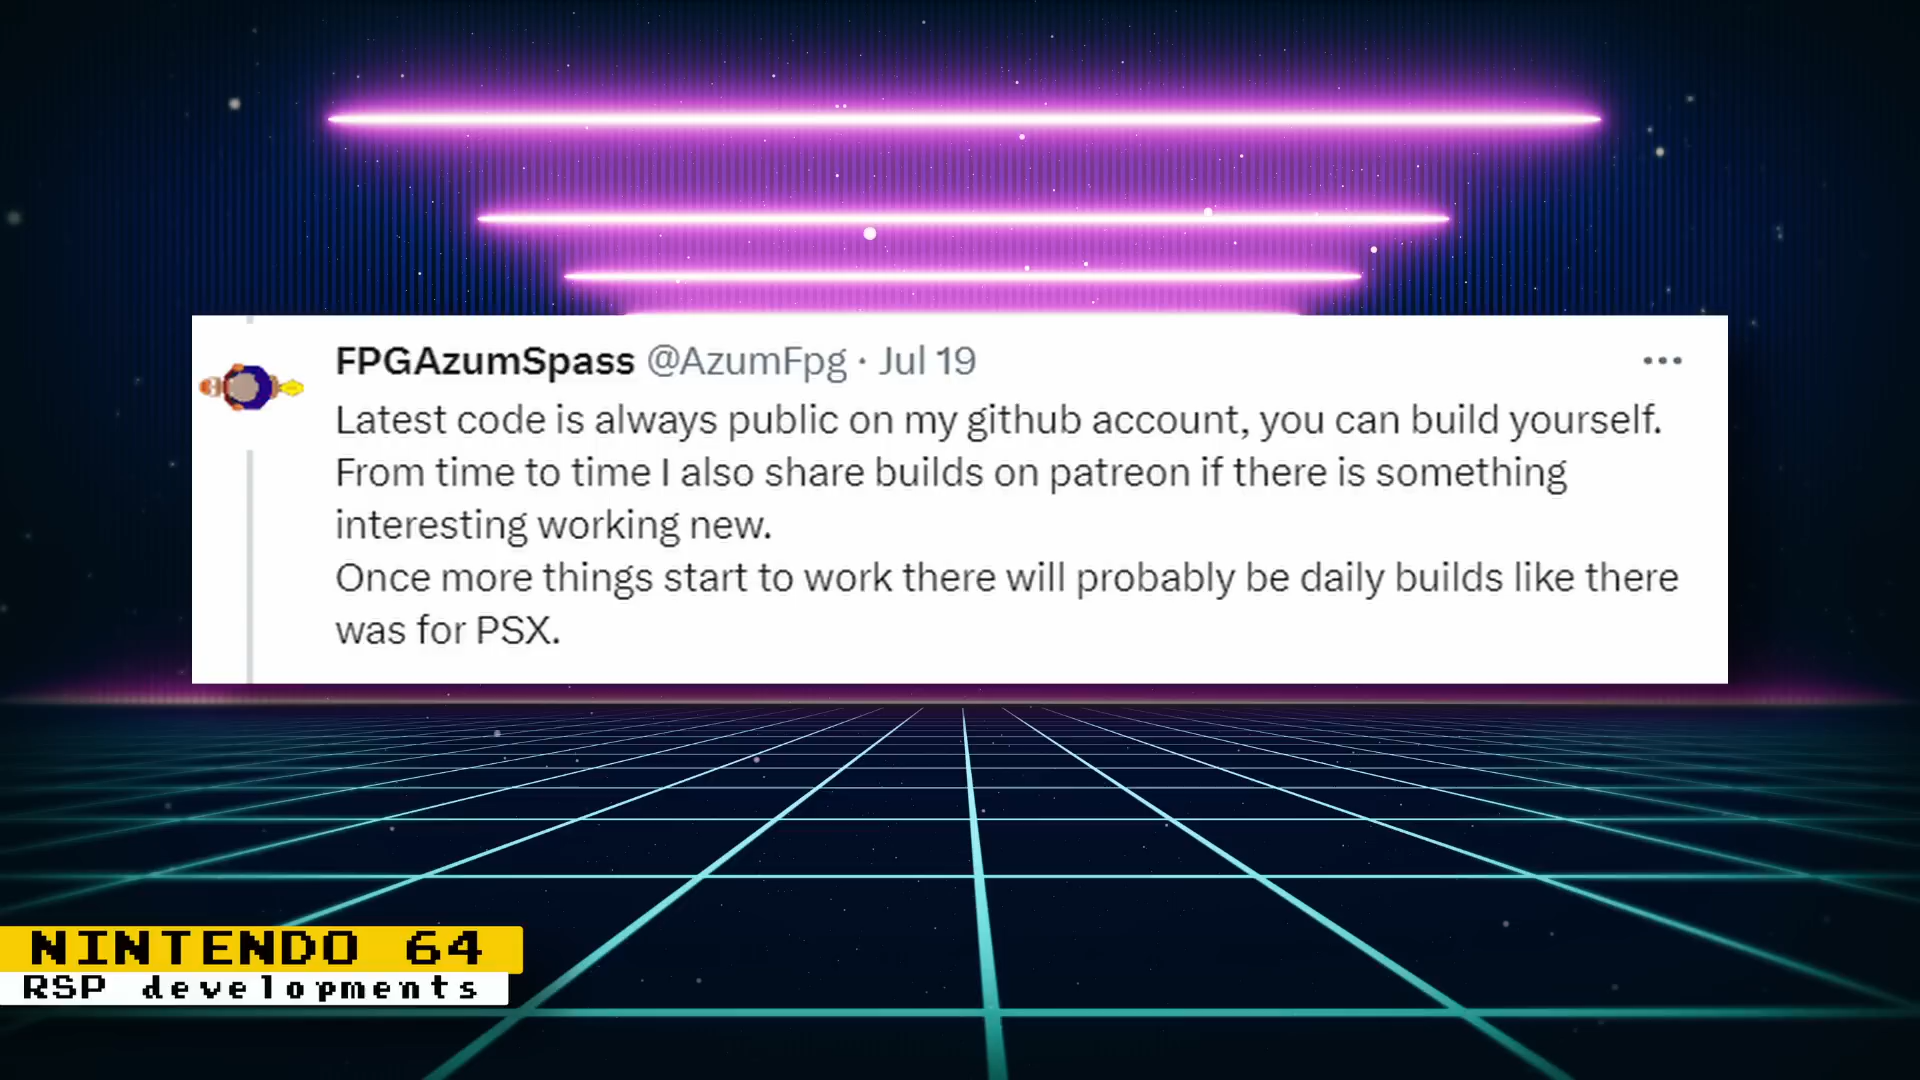 FPGAzumSpass @AzumFpg · Jul 19
Latest code is always public on my github account, you can build yourself.
From time to time I also share builds on patreon if there is something
interesting working new.
Once more things start to work there will probably be daily builds like there
was for PSX.
NINTENDO 64
RSP developments